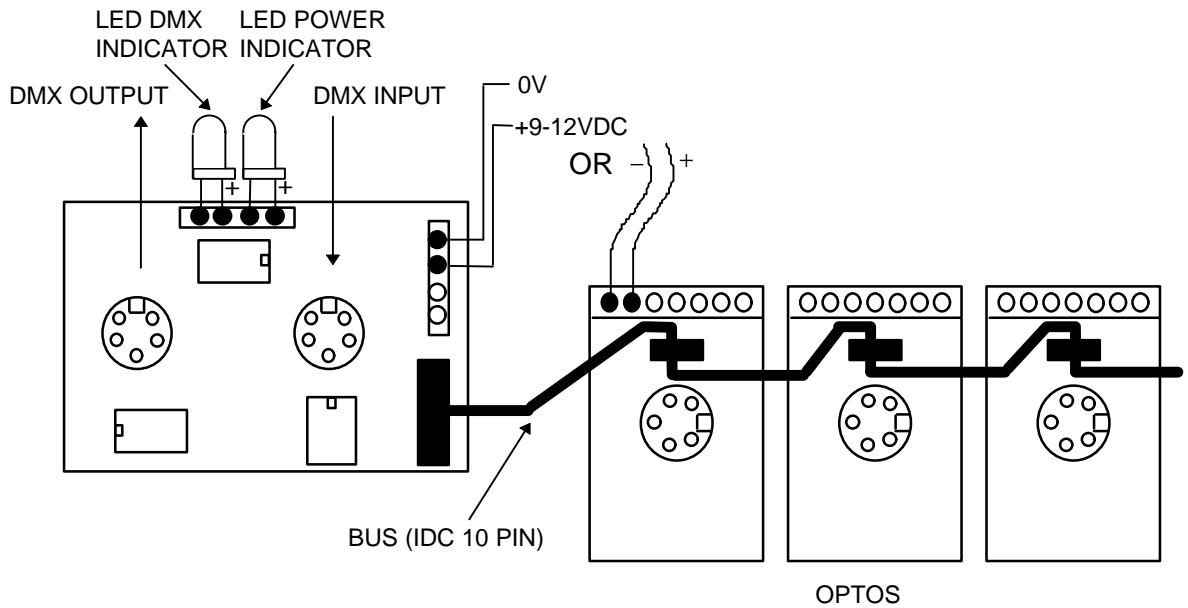 LED DMX
INDICATOR
LED POWER
INDICATOR
DMX OUTPUT
DMX INPUT
0V
+9-12VDC
OR
− +
+ +
BUS (IDC 10 PIN)
OPTOS